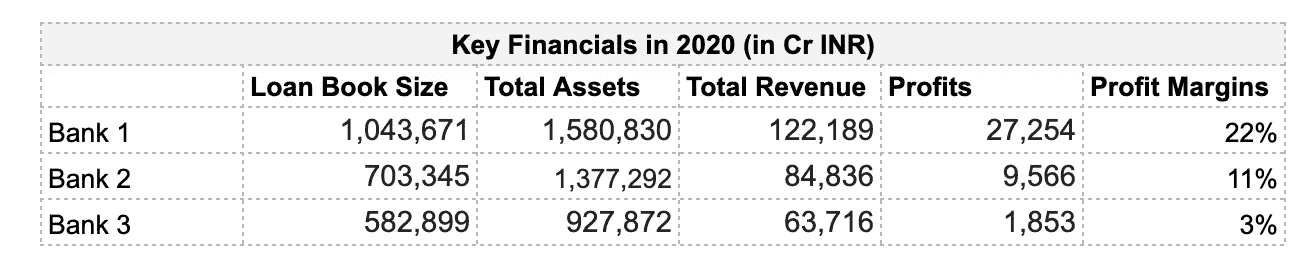 Key Financials in 2020 (in Cr INR)
Loan Book Size Total Assets Total Revenue Profits Profit Margins
Bank 1 1,043,671 1,580,830 122,189 27,254 22%
Bank 2 703,345 1,377,292 84,836 9,566 11%
Bank 3 582,899 927,872 63,716 1,853 3%